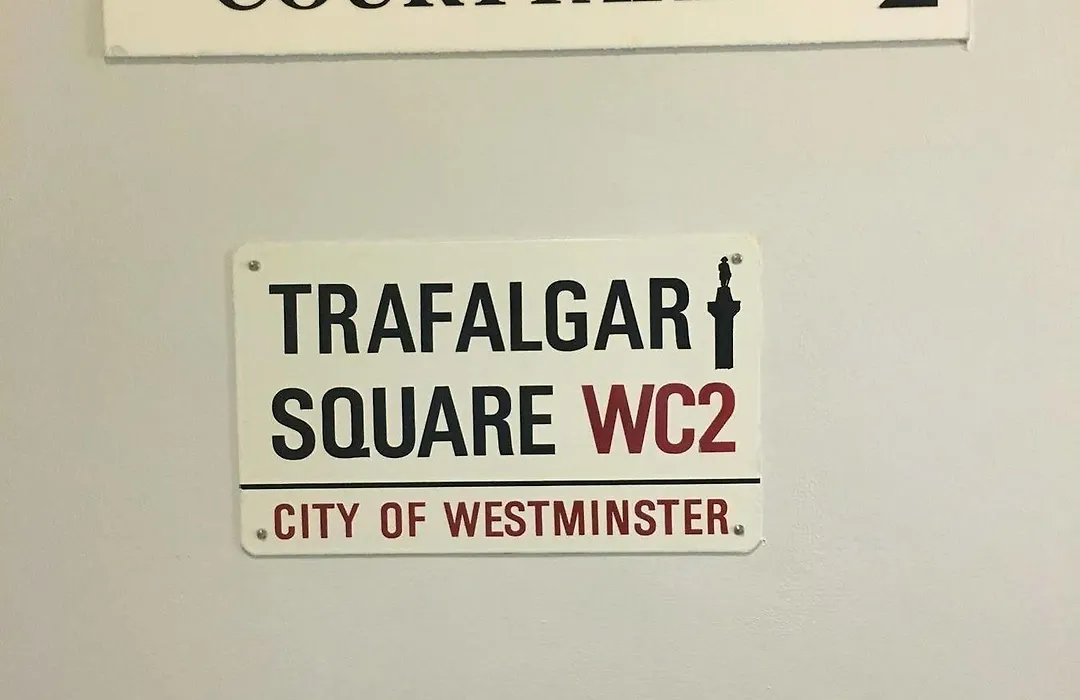 TRAFALGAR
SQUARE WC2
CITY OF WESTMINSTER